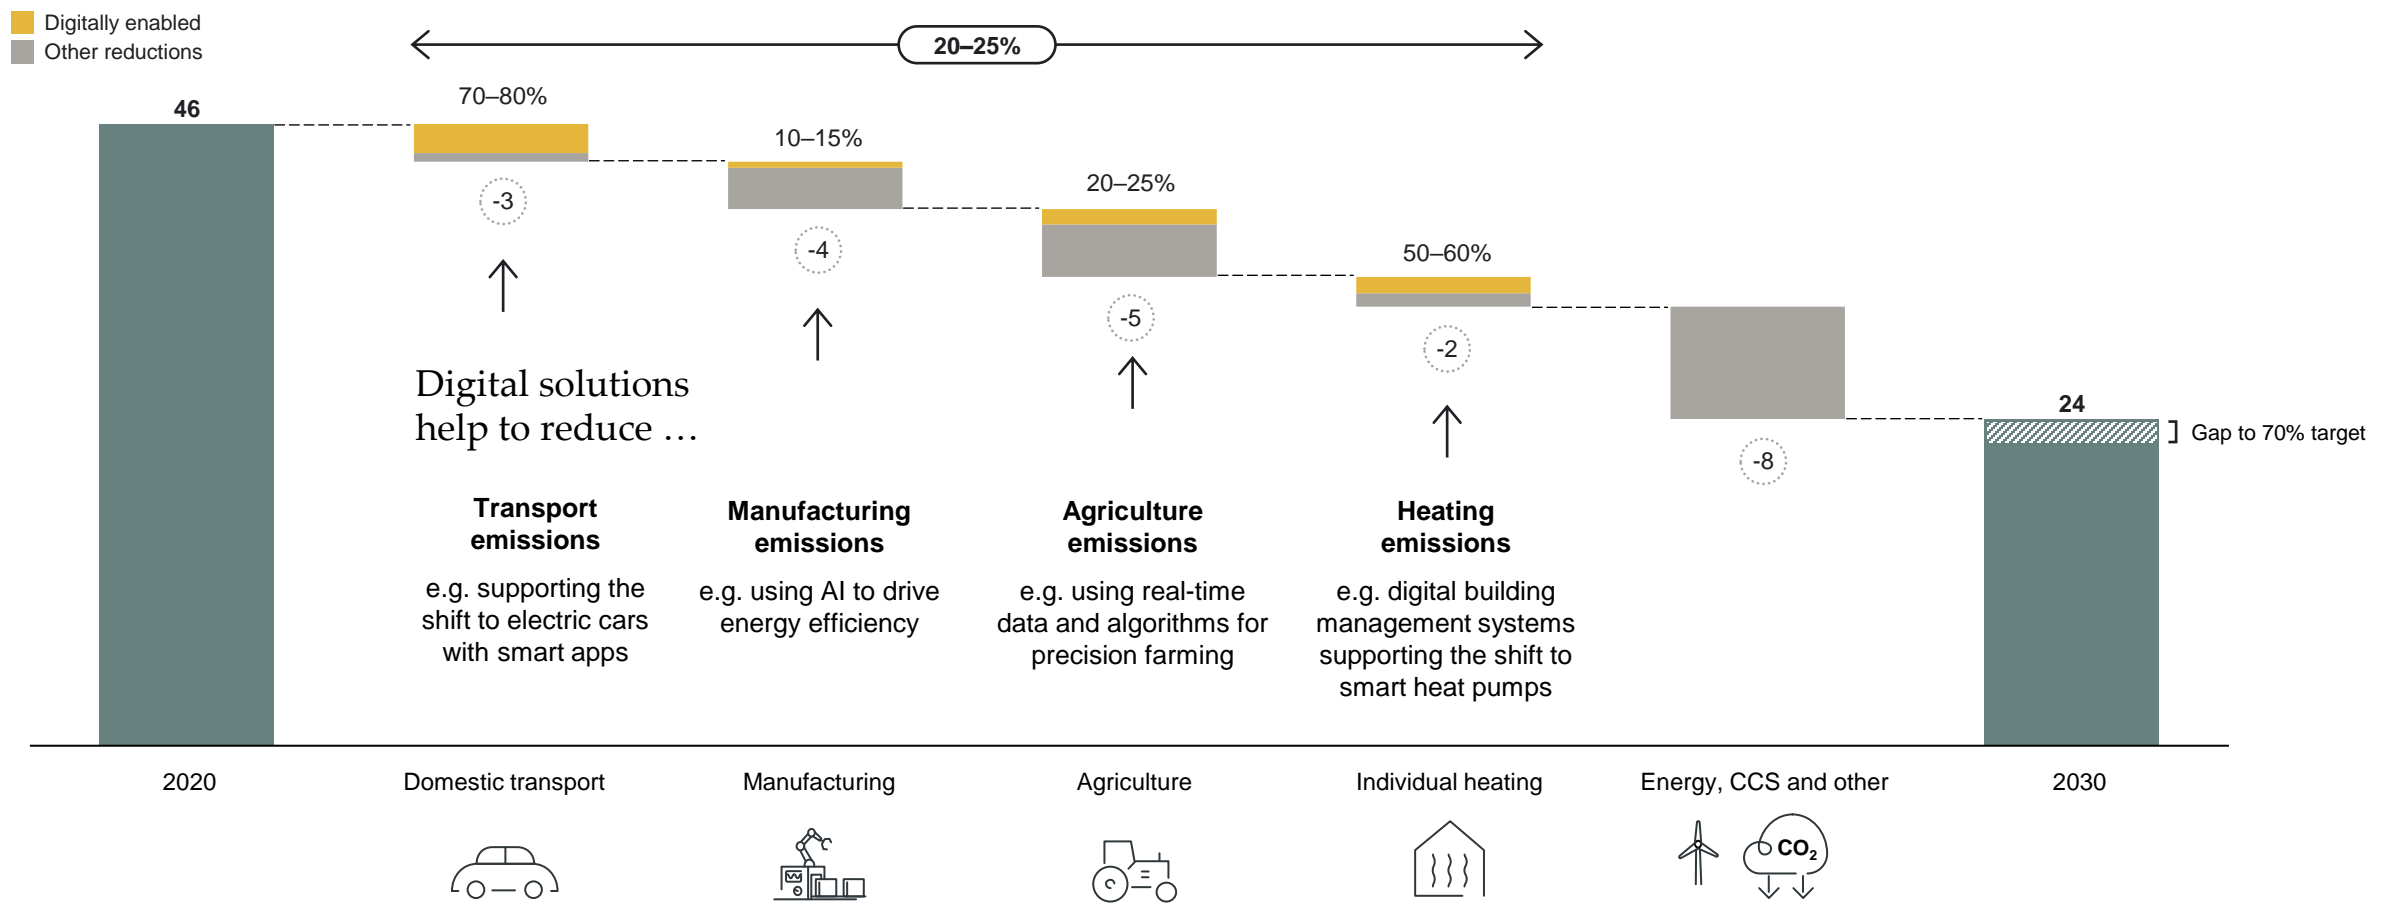 Digitally enabled
Other reductions
20–25%
46
70–80%
10–15%
20–25%
50–60%
-3
-4
-5
-2
-8
24
Gap to 70% target
Digital solutions
help to reduce …
Transport
emissions
e.g. supporting the
shift to electric cars
with smart apps
Manufacturing
emissions
e.g. using AI to drive
energy efficiency
Agriculture
emissions
e.g. using real-time
data and algorithms for
precision farming
Heating
emissions
e.g. digital building
management systems
supporting the shift to
smart heat pumps
2020
Domestic transport
Manufacturing
Agriculture
Individual heating
Energy, CCS and other
2030
CO₂